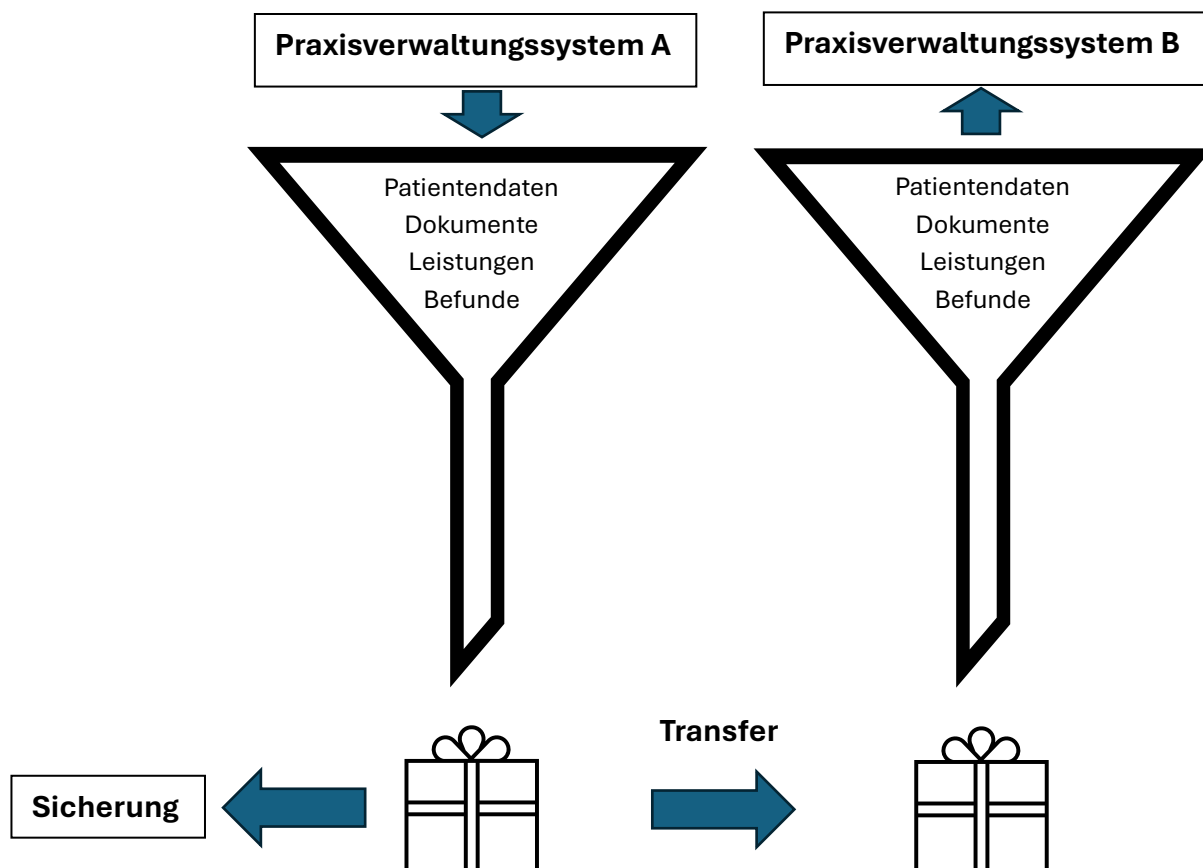 Praxisverwaltungssystem A
Praxisverwaltungssystem B
Patientendaten
Dokumente
Leistungen
Befunde
Patientendaten
Dokumente
Leistungen
Befunde
Transfer
Sicherung